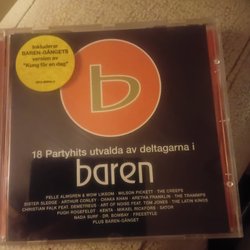 Inkluderar
BAREN-GÄNGETS
version av
"Kung för en dag"
b
18 Partyhits utvalda av deltagarna i
baren
PELLE ALMGREN & WOW LIKSOM · WILSON PICKETT · THE CREEPS
SISTER SLEDGE · ARTHUR CONLEY · CHAKA KHAN · ARETHA FRANKLIN · THE TRAMMPS
CHRISTIAN FALK FEAT. DEMETREUS · ART OF NOISE FEAT. TOM JONES · THE LATIN KINGS
PUGH ROGEFELDT · KENTA · MIKAEL RICKFORS · SATOR
NADA SURF · DR. BOMBAY · FREESTYLE
PLUS BAREN-GÄNGET